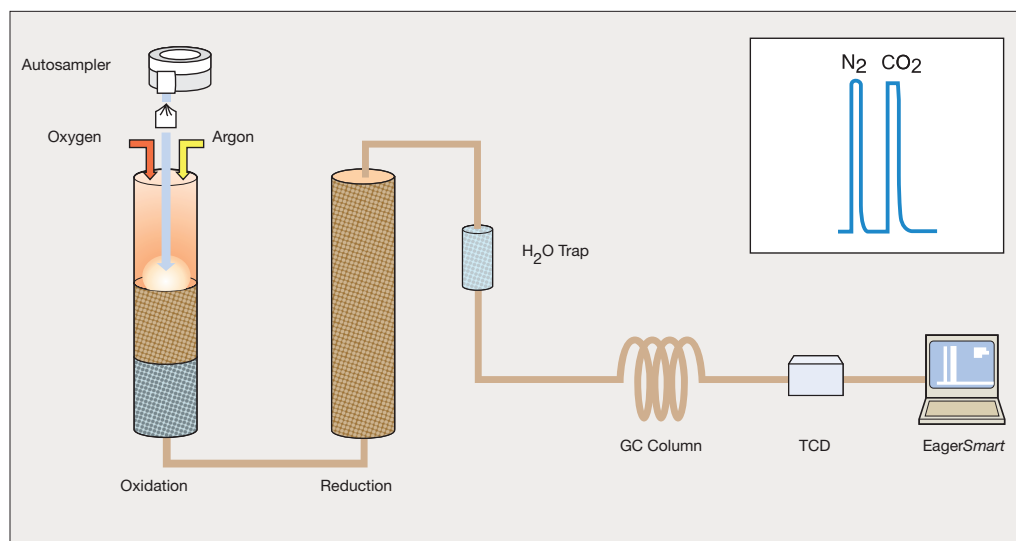 Autosampler
N2 CO2
Oxygen
Argon
H2O Trap
GC Column
TCD
EagerSmart
Oxidation
Reduction